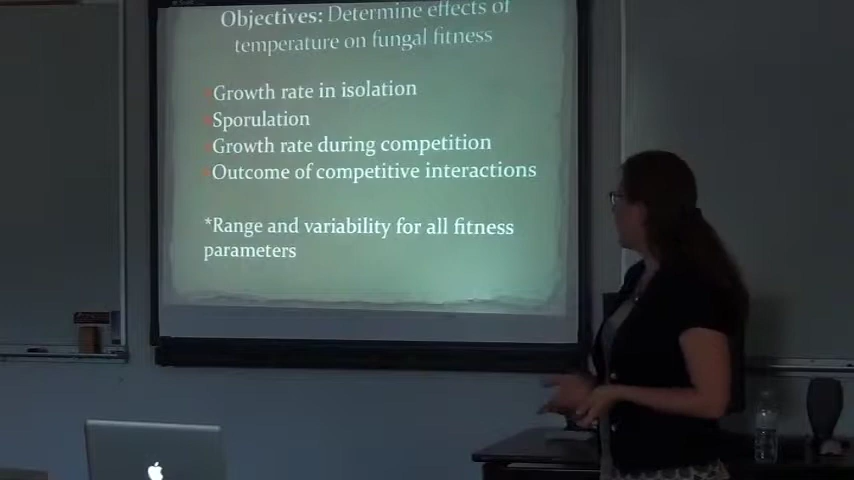 Objectives: Determine effects of
temperature on fungal fitness
Growth rate in isolation
Sporulation
Growth rate during competition
Outcome of competitive interactions
*Range and variability for all fitness
parameters